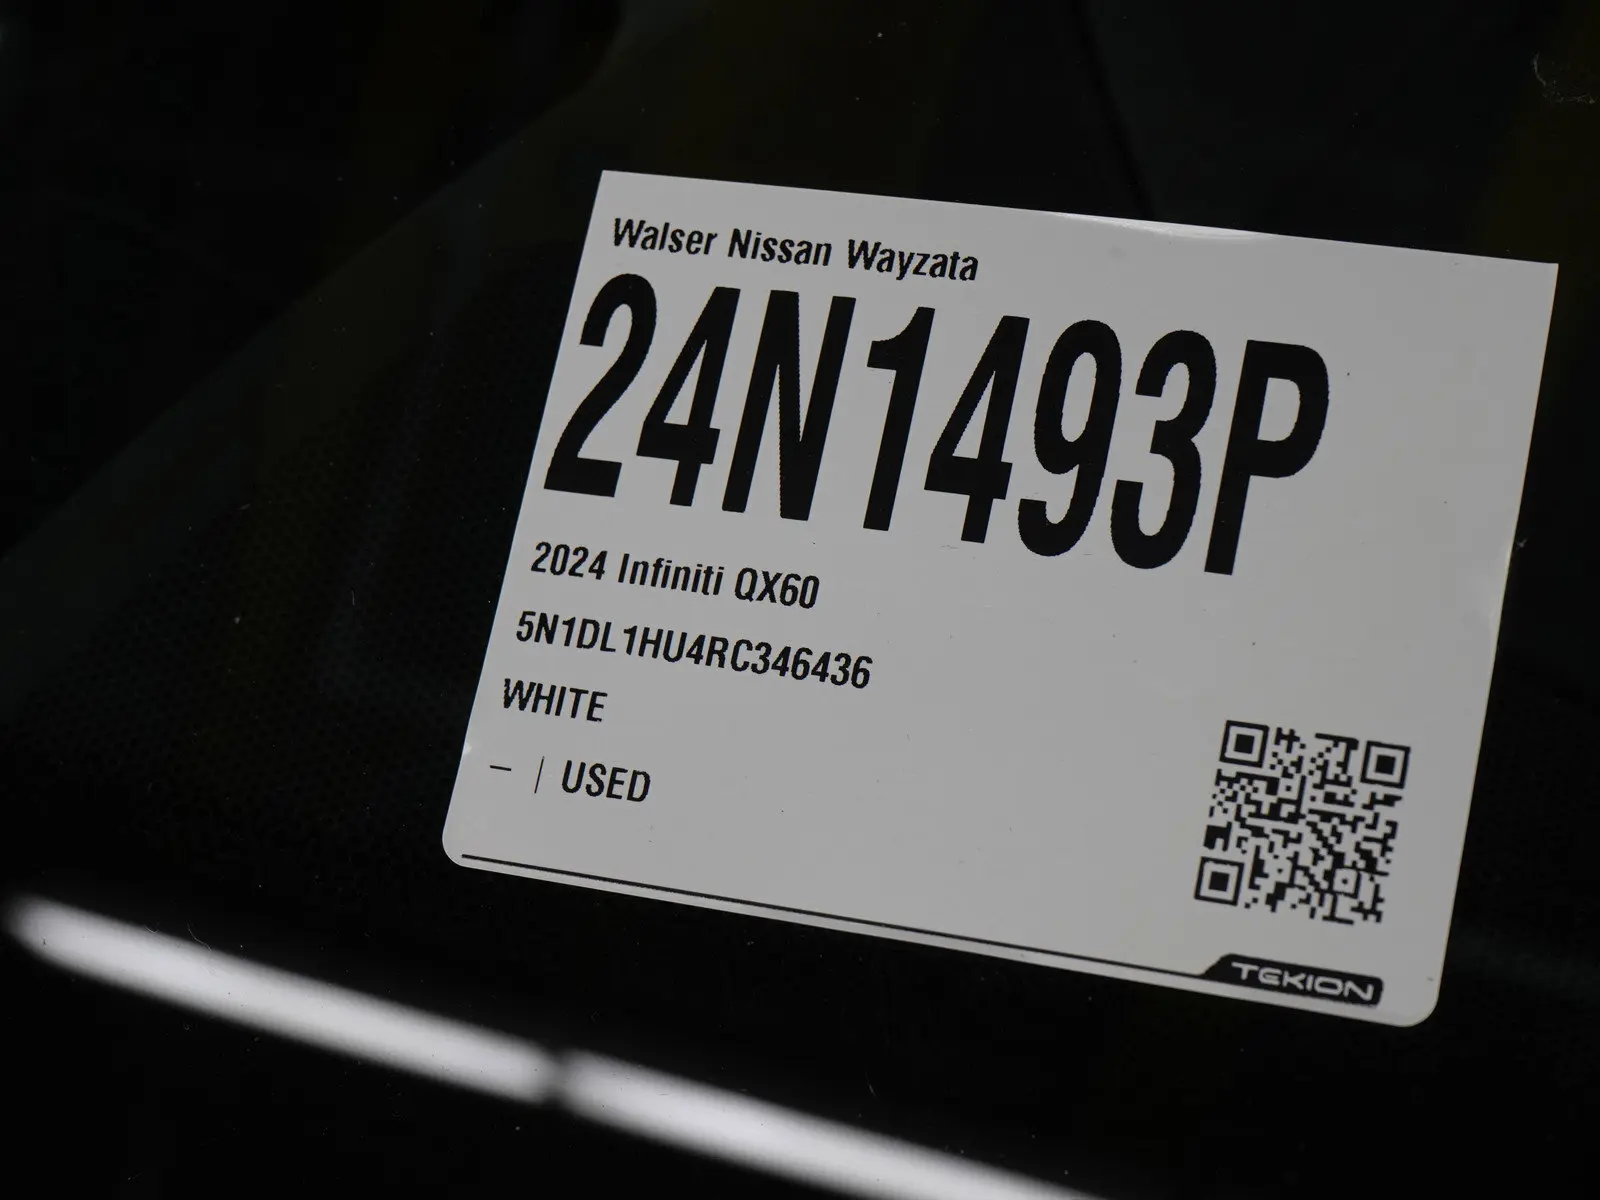 Walser Nissan Wayzata
24N1493P
2024 Infiniti QX60
5N1DL1HU4RC346436
WHITE
– | USED
TEKION